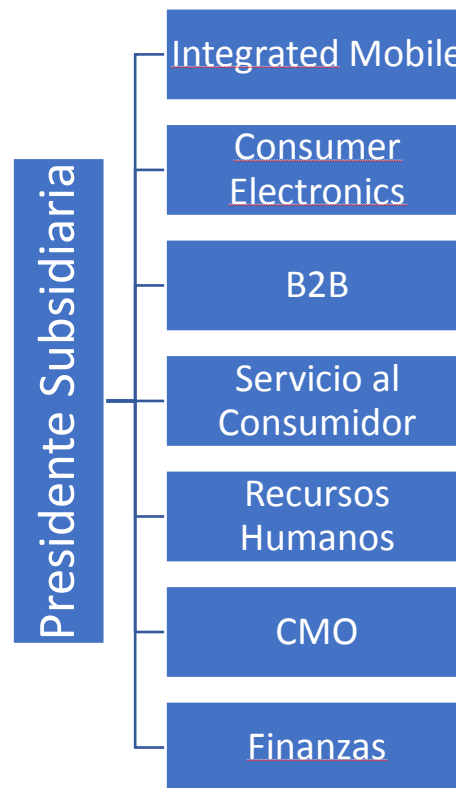 Presidente Subsidiaria
Integrated Mobile
Consumer
Electronics
B2B
Servicio al
Consumidor
Recursos
Humanos
CMO
Finanzas